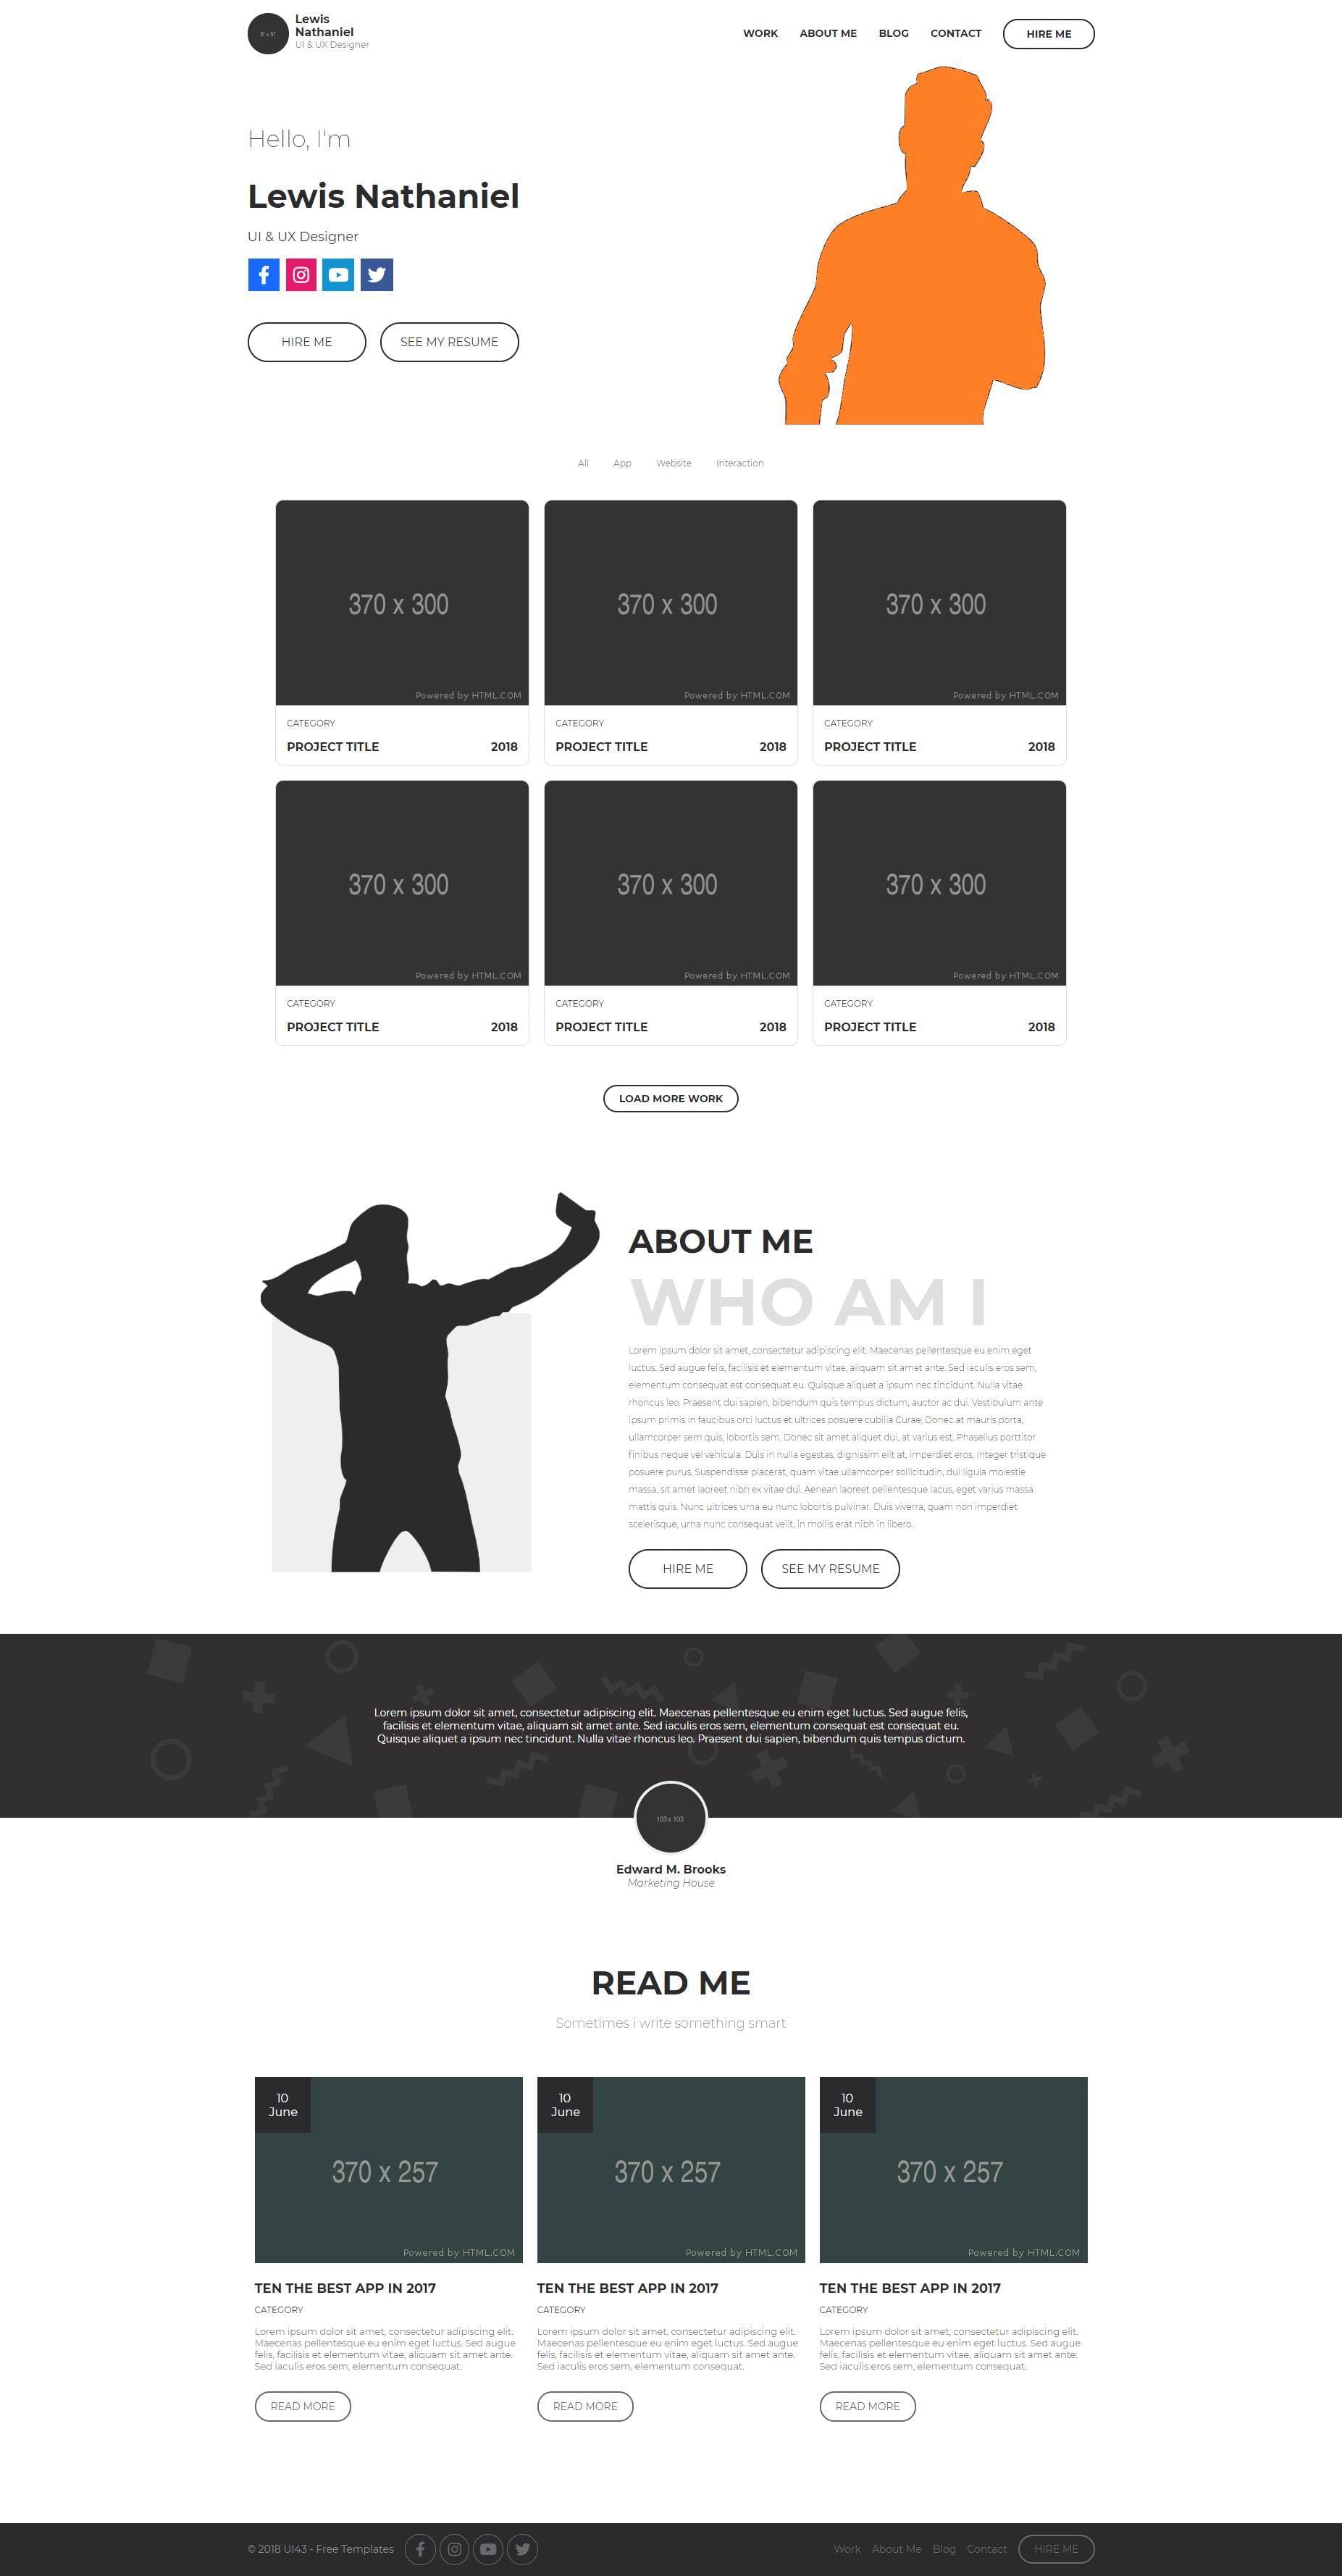 57 x 57
Lewis
Nathaniel
UI & UX Designer
WORK ABOUT ME BLOG CONTACT HIRE ME
Hello, I'm
Lewis Nathaniel
UI & UX Designer
HIRE ME SEE MY RESUME
All App Website Interaction
370 x 300 370 x 300 370 x 300
Powered by HTML.COM Powered by HTML.COM Powered by HTML.COM
CATEGORY CATEGORY CATEGORY
PROJECT TITLE 2018 PROJECT TITLE 2018 PROJECT TITLE 2018
370 x 300 370 x 300 370 x 300
Powered by HTML.COM Powered by HTML.COM Powered by HTML.COM
CATEGORY CATEGORY CATEGORY
PROJECT TITLE 2018 PROJECT TITLE 2018 PROJECT TITLE 2018
LOAD MORE WORK
ABOUT ME
WHO AM I
Lorem ipsum dolor sit amet, consectetur adipiscing elit. Maecenas pellentesque eu enim eget
luctus. Sed augue felis, facilisis et elementum vitae, aliquam sit amet ante. Sed iaculis eros sem,
elementum consequat est consequat eu. Quisque aliquet a ipsum nec tincidunt. Nulla vitae
rhoncus leo. Praesent dui sapien, bibendum quis tempus dictum, auctor ac dui. Vestibulum ante
ipsum primis in faucibus orci luctus et ultrices posuere cubilia Curae; Donec at mauris porta,
ullamcorper sem quis, lobortis sem. Donec sit amet aliquet dui, at varius est. Phasellus porttitor
finibus neque vel vehicula. Duis in nulla egestas, dignissim elit at, imperdiet eros. Integer tristique
posuere purus. Suspendisse placerat, quam vitae ullamcorper sollicitudin, dui ligula molestie
massa, sit amet laoreet nibh ex vitae dui. Aenean laoreet pellentesque lacus, eget varius massa
mattis quis. Nunc ultrices urna eu nunc lobortis pulvinar. Duis viverra, quam non imperdiet
scelerisque, urna nunc consequat velit, in mollis erat nibh in libero.
HIRE ME SEE MY RESUME
Lorem ipsum dolor sit amet, consectetur adipiscing elit. Maecenas pellentesque eu enim eget luctus. Sed augue felis,
facilisis et elementum vitae, aliquam sit amet ante. Sed iaculis eros sem, elementum consequat est consequat eu.
Quisque aliquet a ipsum nec tincidunt. Nulla vitae rhoncus leo. Praesent dui sapien, bibendum quis tempus dictum.
103 x 103
Edward M. Brooks
Marketing House
READ ME
Sometimes i write something smart
10 10 10
June June June
370 x 257 370 x 257 370 x 257
Powered by HTML.COM Powered by HTML.COM Powered by HTML.COM
TEN THE BEST APP IN 2017 TEN THE BEST APP IN 2017 TEN THE BEST APP IN 2017
CATEGORY CATEGORY CATEGORY
Lorem ipsum dolor sit amet, consectetur adipiscing elit. Lorem ipsum dolor sit amet, consectetur adipiscing elit. Lorem ipsum dolor sit amet, consectetur adipiscing elit.
Maecenas pellentesque eu enim eget luctus. Sed augue Maecenas pellentesque eu enim eget luctus. Sed augue Maecenas pellentesque eu enim eget luctus. Sed augue
felis, facilisis et elementum vitae, aliquam sit amet ante. felis, facilisis et elementum vitae, aliquam sit amet ante. felis, facilisis et elementum vitae, aliquam sit amet ante.
Sed iaculis eros sem, elementum consequat. Sed iaculis eros sem, elementum consequat. Sed iaculis eros sem, elementum consequat.
READ MORE READ MORE READ MORE
© 2018 UI43 - Free Templates Work About Me Blog Contact HIRE ME